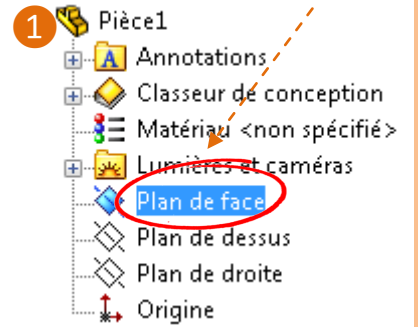 1 Pièce1
Annotations
Classeur de conception
Matériau <non spécifié>
Lumières et caméras
Plan de face
Plan de dessus
Plan de droite
Origine